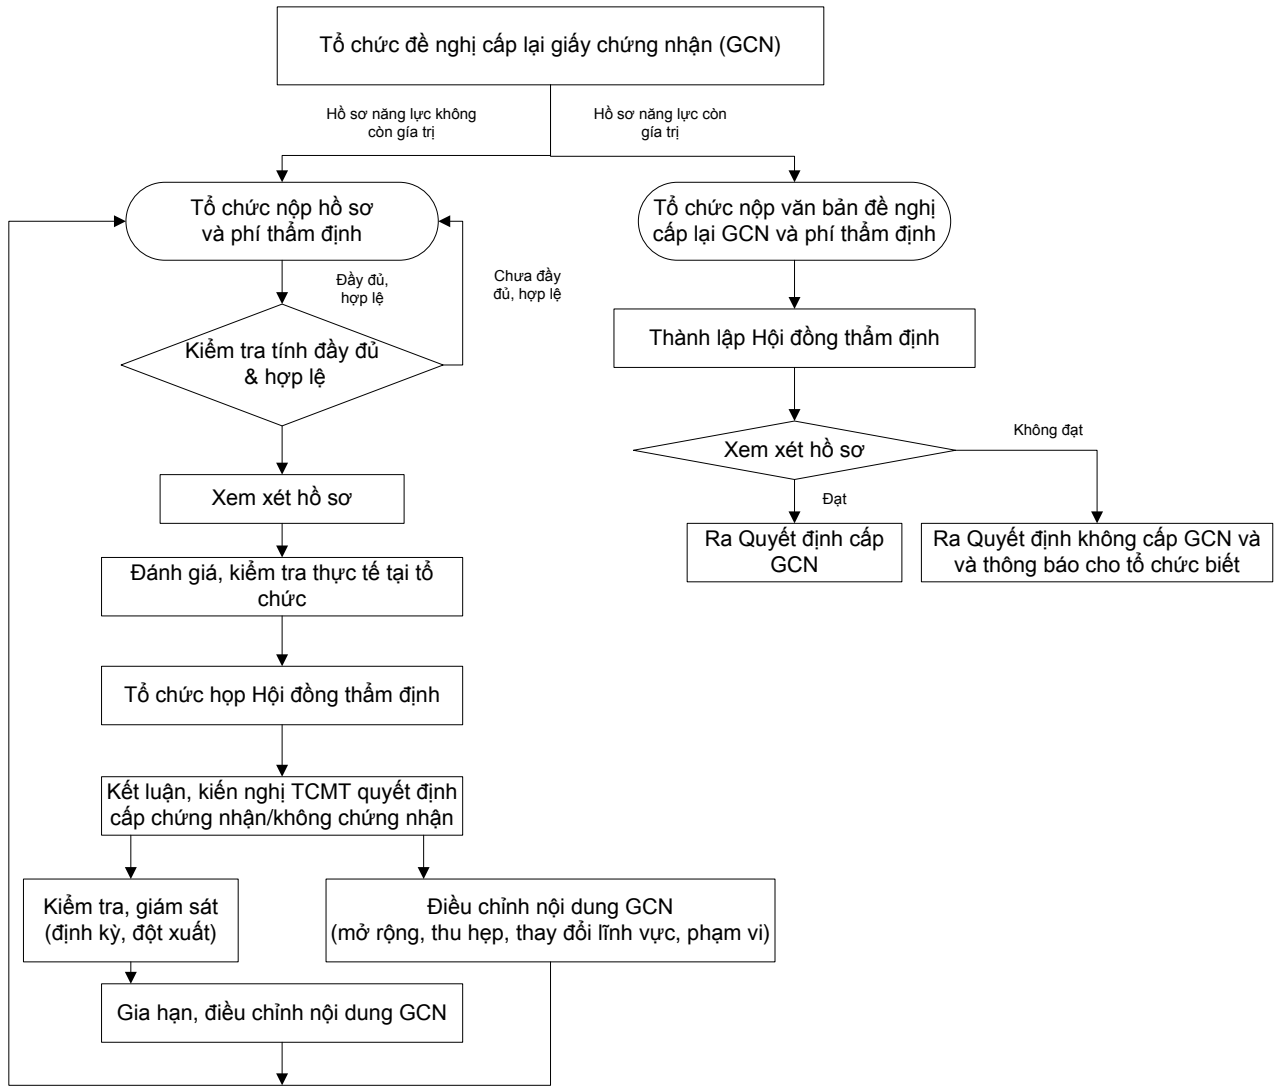 Tổ chức đề nghị cấp lại giấy chứng nhận (GCN)
Hồ sơ năng lực không
còn gía trị
Hồ sơ năng lực còn
gía trị
Tổ chức nộp hồ sơ
và phí thẩm định
Tổ chức nộp văn bản đề nghị
cấp lại GCN và phí thẩm định
Đầy đủ,
hợp lệ
Chưa đầy
đủ, hợp lệ
Kiểm tra tính đầy đủ
& hợp lệ
Thành lập Hội đồng thẩm định
Xem xét hồ sơ
Không đạt
Đạt
Xem xét hồ sơ
Ra Quyết định cấp
GCN
Ra Quyết định không cấp GCN và
và thông báo cho tổ chức biết
Đánh giá, kiểm tra thực tế tại tổ
chức
Tổ chức họp Hội đồng thẩm định
Kết luận, kiến nghị TCMT quyết định
cấp chứng nhận/không chứng nhận
Kiểm tra, giám sát
(định kỳ, đột xuất)
Điều chỉnh nội dung GCN
(mở rộng, thu hẹp, thay đổi lĩnh vực, phạm vi)
Gia hạn, điều chỉnh nội dung GCN